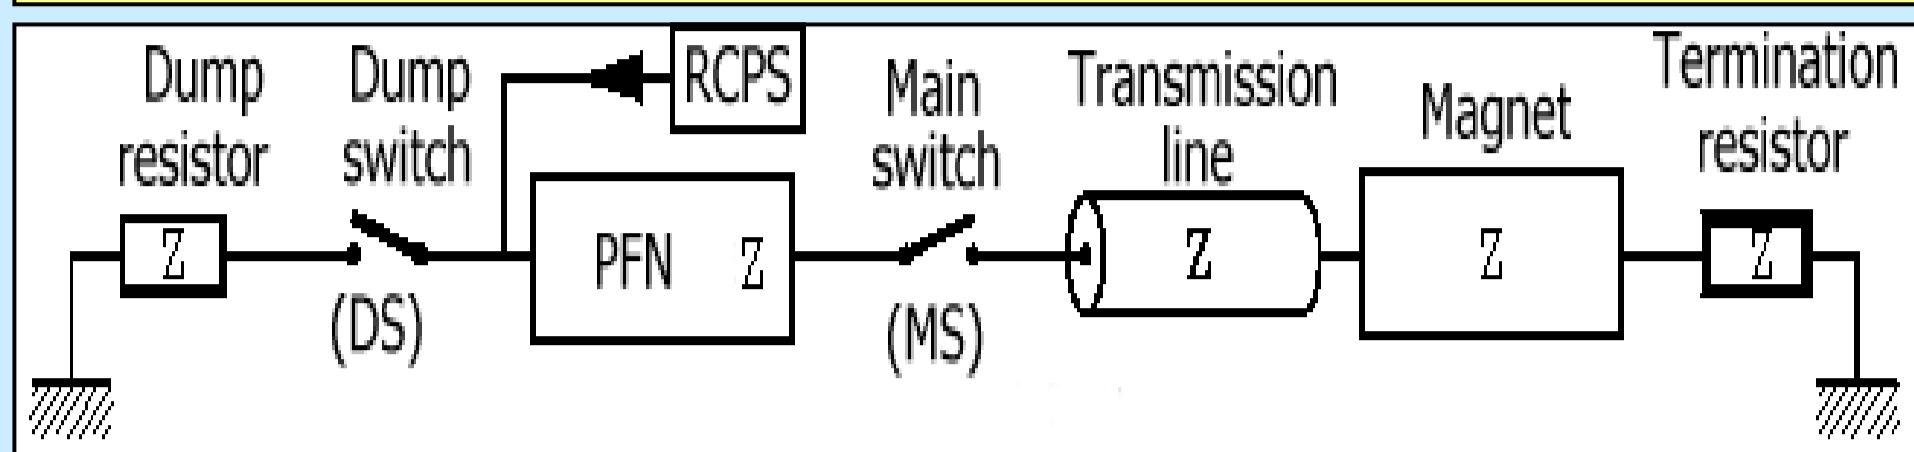 Dump
resistor
Dump
switch
RCPS
Main
switch
Transmission
line
Magnet
Termination
resistor
Z
(DS)
PFN Z
(MS)
Z
Z
Z